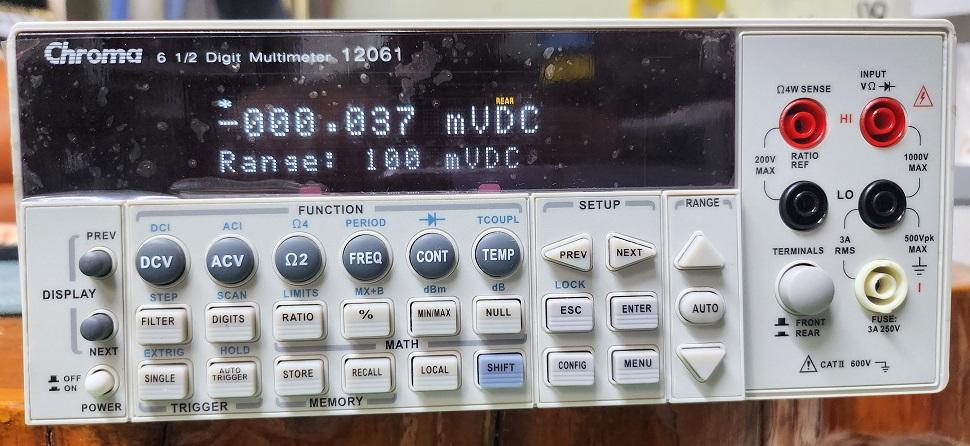 Chroma 6 1/2 Digit Multimeter 12061
REAR
*
-000.037 mVDC
Range: 100 mVDC
FUNCTION
DCI ACI Ω4 PERIOD TCOUPL
DCV ACV Ω2 FREQ CONT TEMP
STEP SCAN LIMITS MX+B dBm dB
FILTER DIGITS RATIO % MIN/MAX NULL
MATH
EXTRIG HOLD
SINGLE AUTO TRIGGER STORE RECALL LOCAL SHIFT
TRIGGER MEMORY
PREV
DISPLAY
NEXT
OFF
ON
POWER
SETUP
PREV NEXT
LOCK
ESC ENTER
CONFIG MENU
RANGE
AUTO
INPUT
Ω4W SENSE VΩ
HI
RATIO
REF
200V
MAX
1000V
MAX
LO
3A
RMS
500Vpk
MAX
TERMINALS
I
FRONT
REAR
FUSE:
3A 250V
CAT II 600V